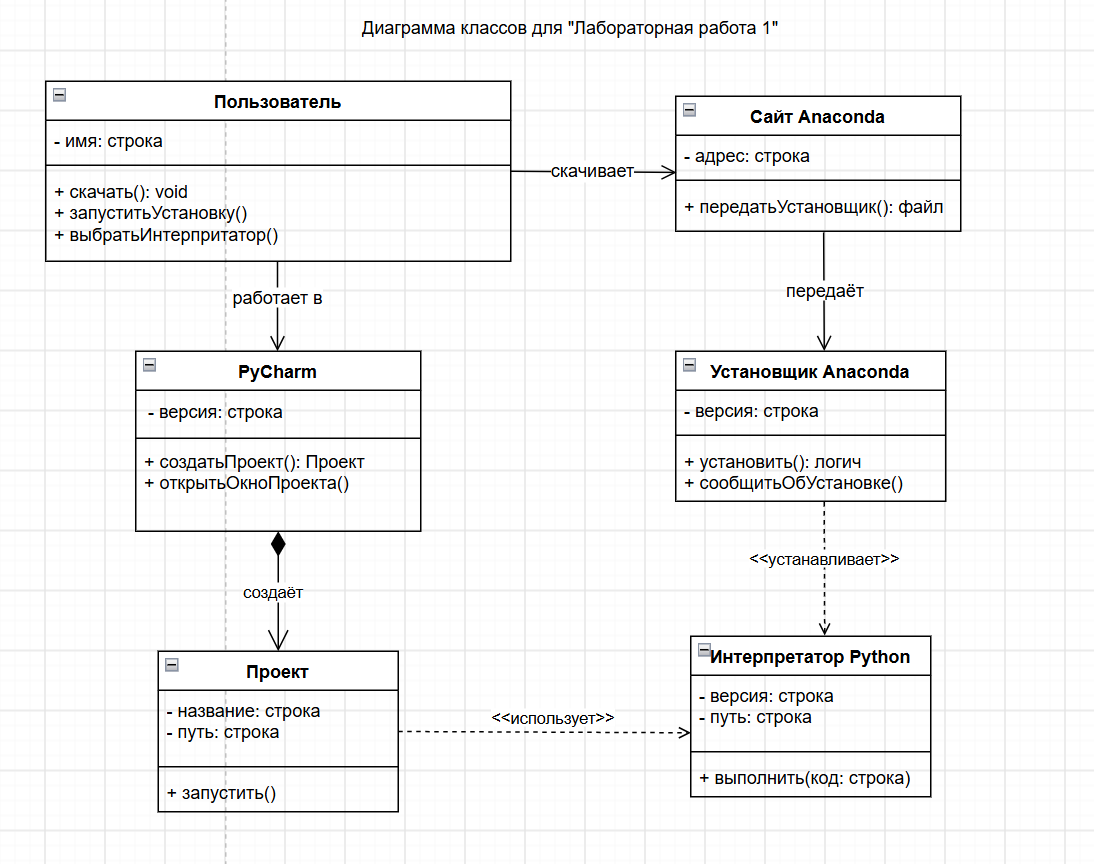 Диаграмма классов для "Лабораторная работа 1"
Пользователь
- имя: строка
+ скачать(): void
+ запуститьУстановку()
+ выбратьИнтерпритатор()
скачивает
Сайт Anaconda
- адрес: строка
+ передатьУстановщик(): файл
работает в
передаёт
PyCharm
- версия: строка
+ создатьПроект(): Проект
+ открытьОкноПроекта()
Установщик Anaconda
- версия: строка
+ установить(): логич
+ сообщитьОбУстановке()
создаёт
<<устанавливает>>
Проект
- название: строка
- путь: строка
+ запустить()
<<использует>>
Интерпретатор Python
- версия: строка
- путь: строка
+ выполнить(код: строка)